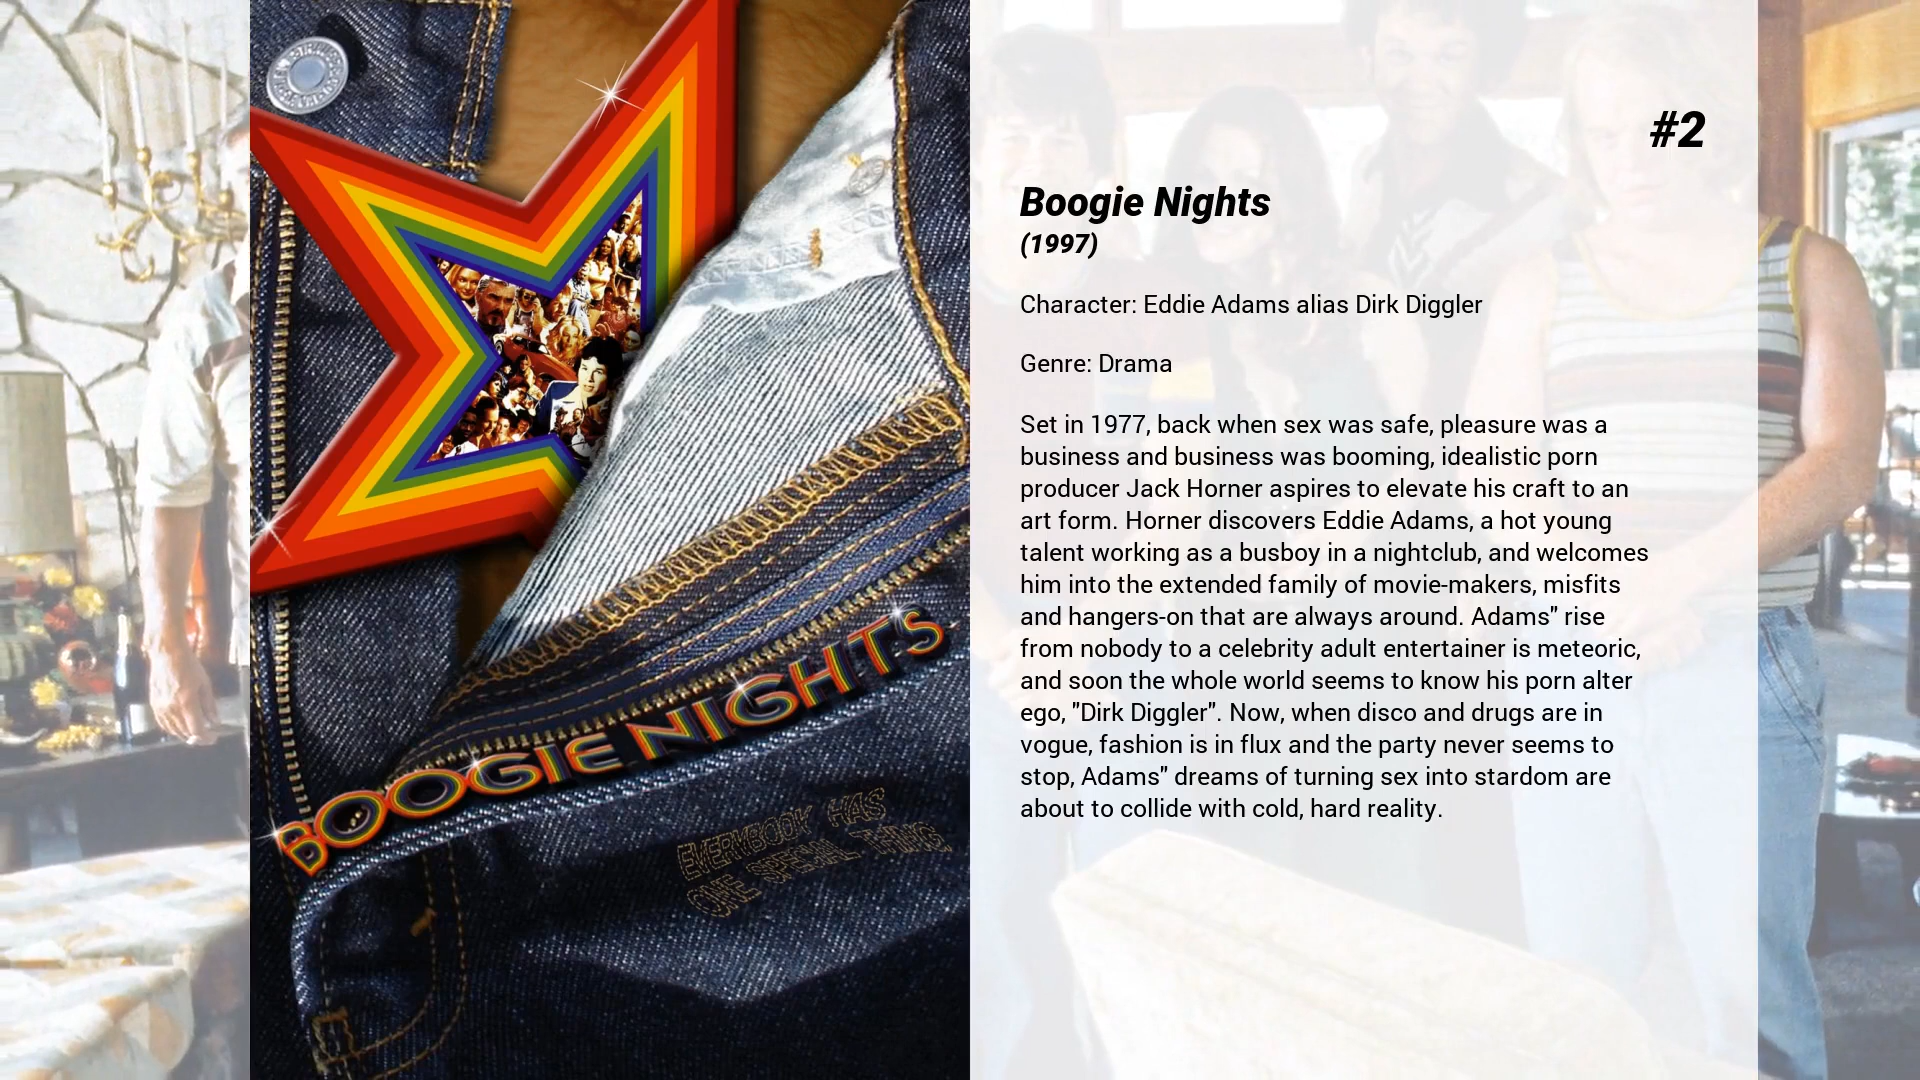 #2
Boogie Nights
(1997)
Character: Eddie Adams alias Dirk Diggler
Genre: Drama
Set in 1977, back when sex was safe, pleasure was a
business and business was booming, idealistic porn
producer Jack Horner aspires to elevate his craft to an
art form. Horner discovers Eddie Adams, a hot young
talent working as a busboy in a nightclub, and welcomes
him into the extended family of movie-makers, misfits
and hangers-on that are always around. Adams" rise
from nobody to a celebrity adult entertainer is meteoric,
and soon the whole world seems to know his porn alter
ego, "Dirk Diggler". Now, when disco and drugs are in
vogue, fashion is in flux and the party never seems to
stop, Adams" dreams of turning sex into stardom are
about to collide with cold, hard reality.
BOOGIE NIGHTS
HAS
ONE SPECIAL THING